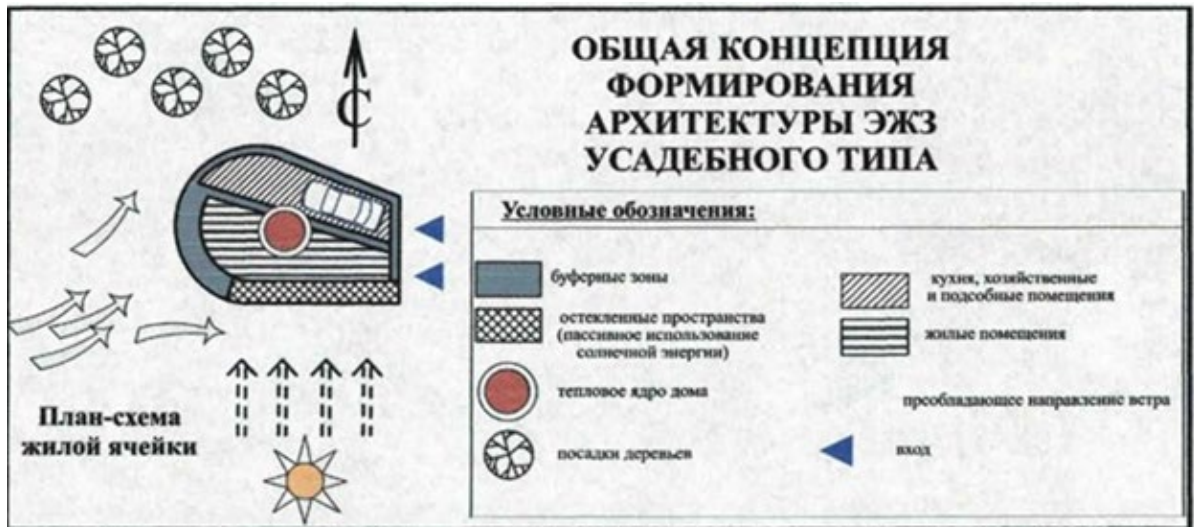 ОБЩАЯ КОНЦЕПЦИЯ
ФОРМИРОВАНИЯ
АРХИТЕКТУРЫ ЭЖЗ
УСАДЕБНОГО ТИПА
С
Условные обозначения:
буферные зоны
остекленные пространства
(пассивное использование
солнечной энергии)
тепловое ядро дома
посадки деревьев
кухня, хозяйственные
и подсобные помещения
жилые помещения
преобладающее направление ветра
вход
План-схема
жилой ячейки